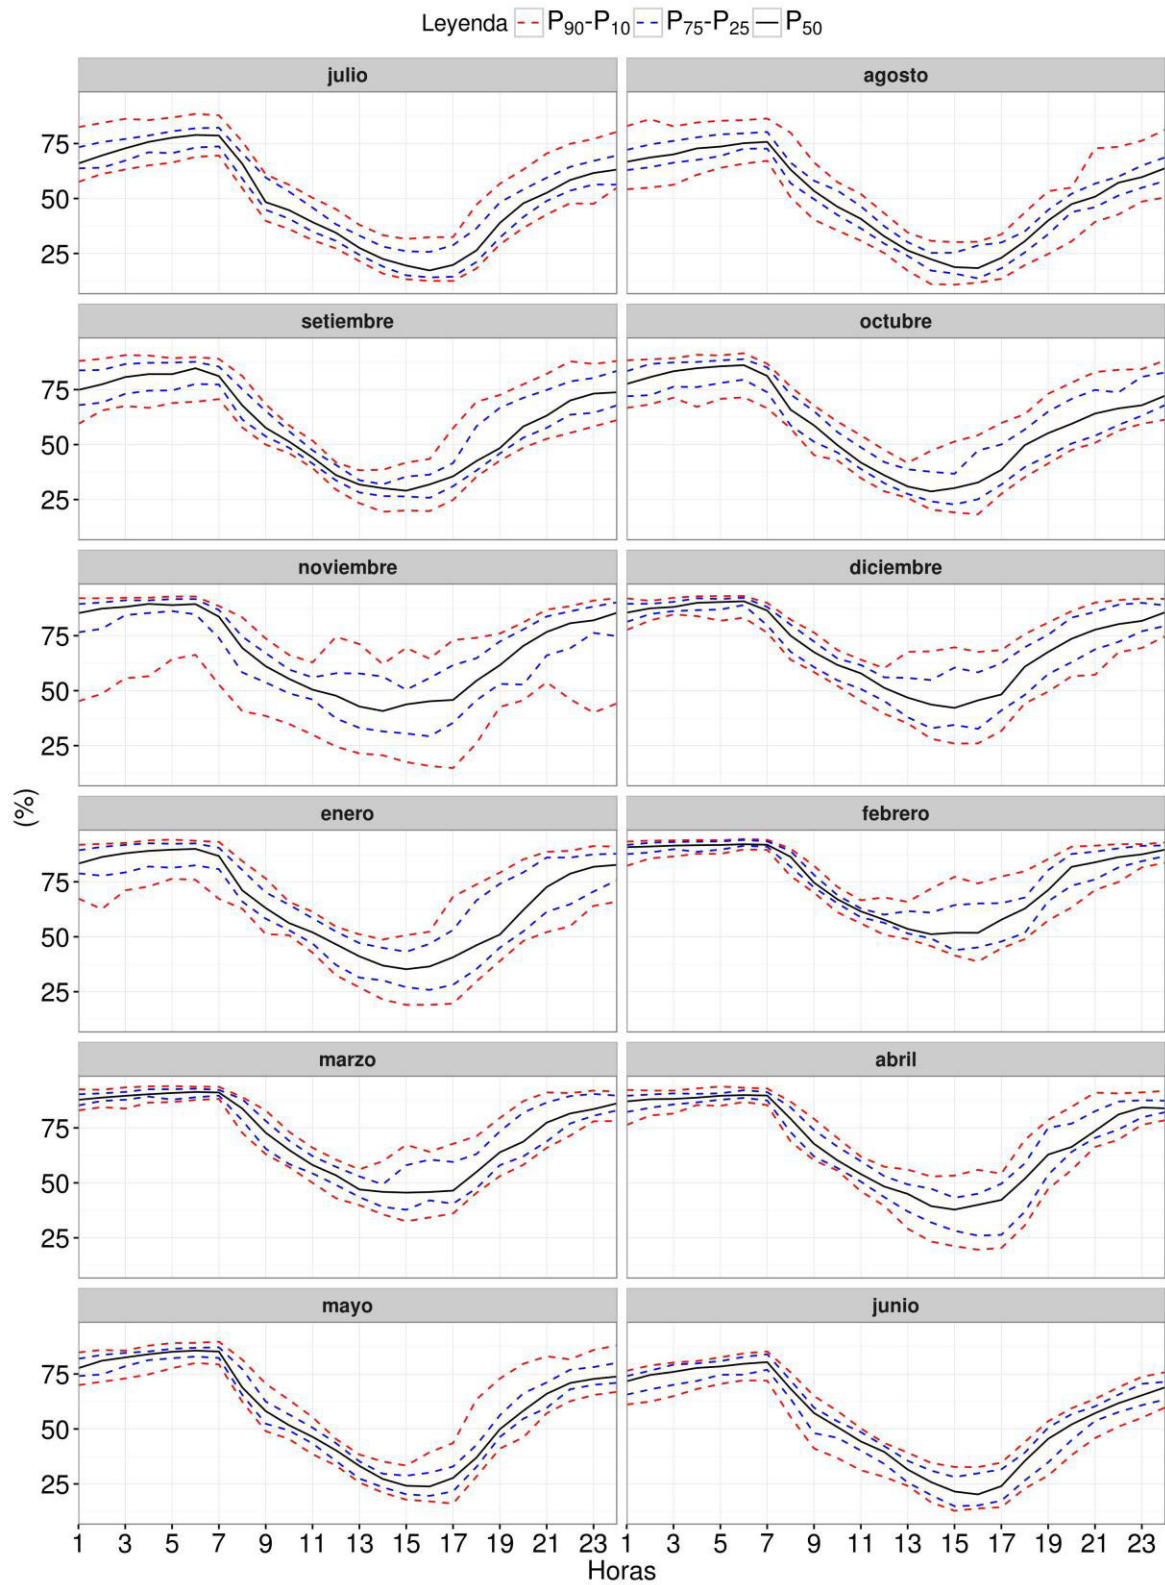 Leyenda P90-P10 P75-P25 P50
julio agosto
75
50
25
setiembre octubre
75
50
25
noviembre diciembre
75
50
25
(%)
enero febrero
75
50
25
marzo abril
75
50
25
mayo junio
75
50
25
1 3 5 7 9 11 13 15 17 19 21 23 1 3 5 7 9 11 13 15 17 19 21 23
Horas